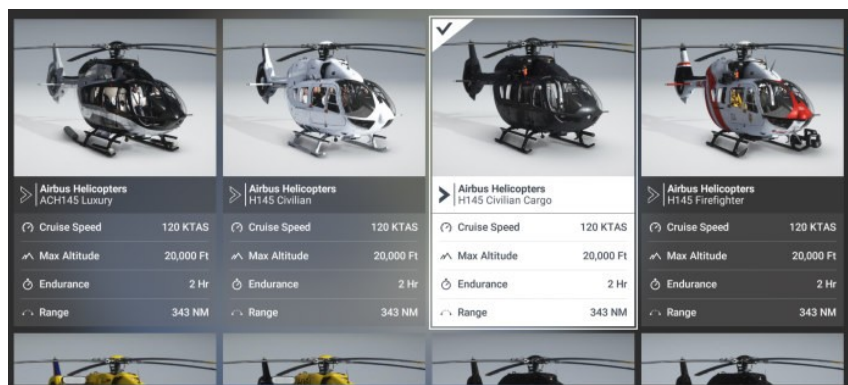 Airbus Helicopters
ACH145 Luxury
Cruise Speed 120 KTAS
Max Altitude 20,000 Ft
Endurance 2 Hr
Range 343 NM
Airbus Helicopters
H145 Civilian
Cruise Speed 120 KTAS
Max Altitude 20,000 Ft
Endurance 2 Hr
Range 343 NM
Airbus Helicopters
H145 Civilian Cargo
Cruise Speed 120 KTAS
Max Altitude 20,000 Ft
Endurance 2 Hr
Range 343 NM
Airbus Helicopters
H145 Firefighter
Cruise Speed 120 KTAS
Max Altitude 20,000 Ft
Endurance 2 Hr
Range 343 NM